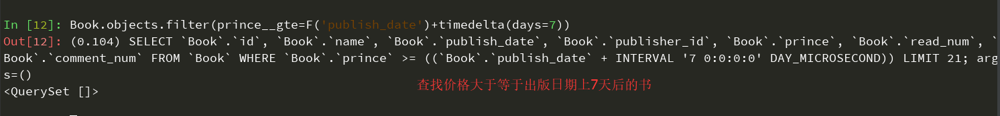 In [12]: Book.objects.filter(prince__gte=F('publish_date')+timedelta(days=7))
Out[12]: (0.104) SELECT `Book`.`id`, `Book`.`name`, `Book`.`publish_date`, `Book`.`publisher_id`, `Book`.`prince`, `Book`.`read_num`, `
Book`.`comment_num` FROM `Book` WHERE `Book`.`prince` >= ((`Book`.`publish_date` + INTERVAL '7 0:0:0:0' DAY_MICROSECOND)) LIMIT 21; arg
s=()
查找价格大于等于出版日期上7天后的书
<QuerySet []>